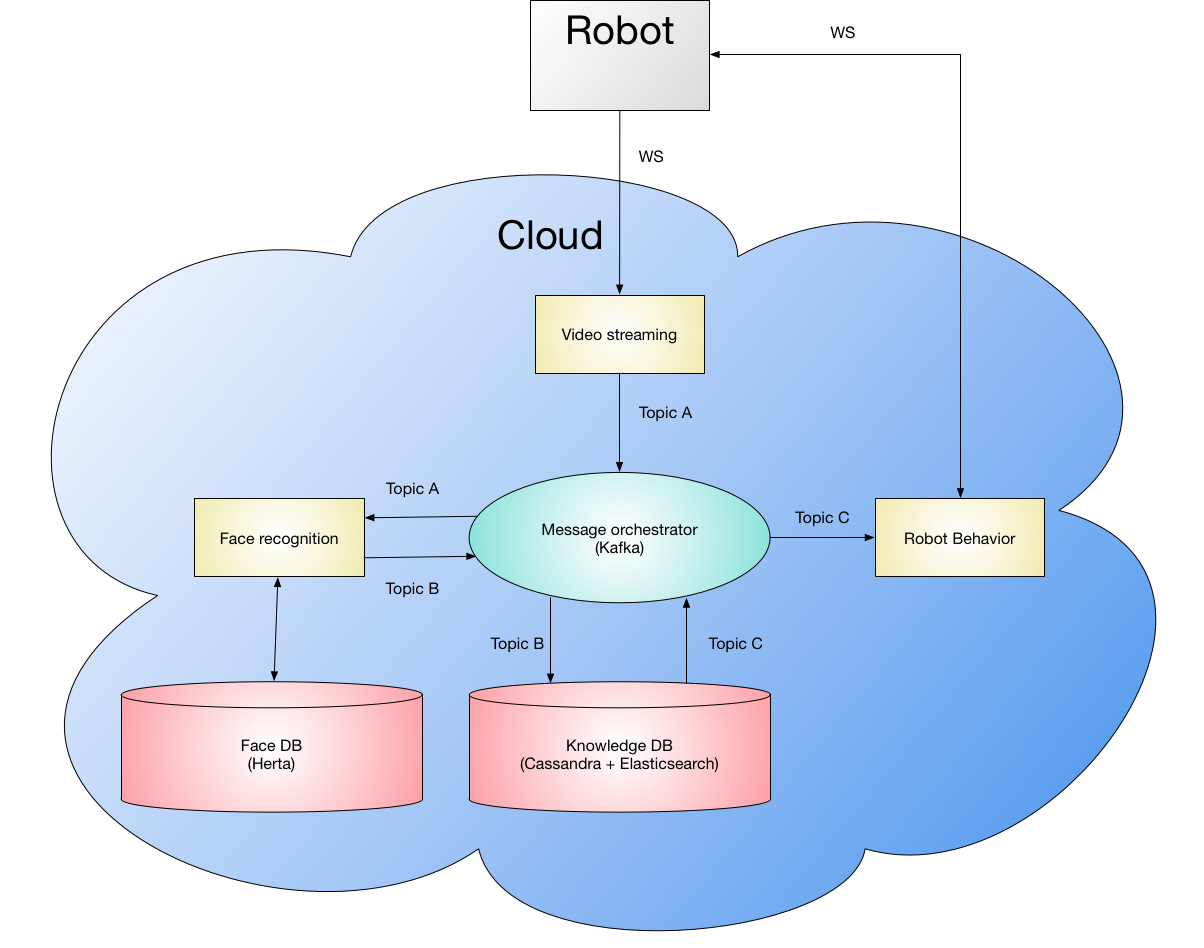 Robot
WS
WS
Cloud
Video streaming
Topic A
Topic A
Message orchestrator
(Kafka)
Topic C
Face recognition
Robot Behavior
Topic B
Topic B
Topic C
Face DB
(Herta)
Knowledge DB
(Cassandra + Elasticsearch)